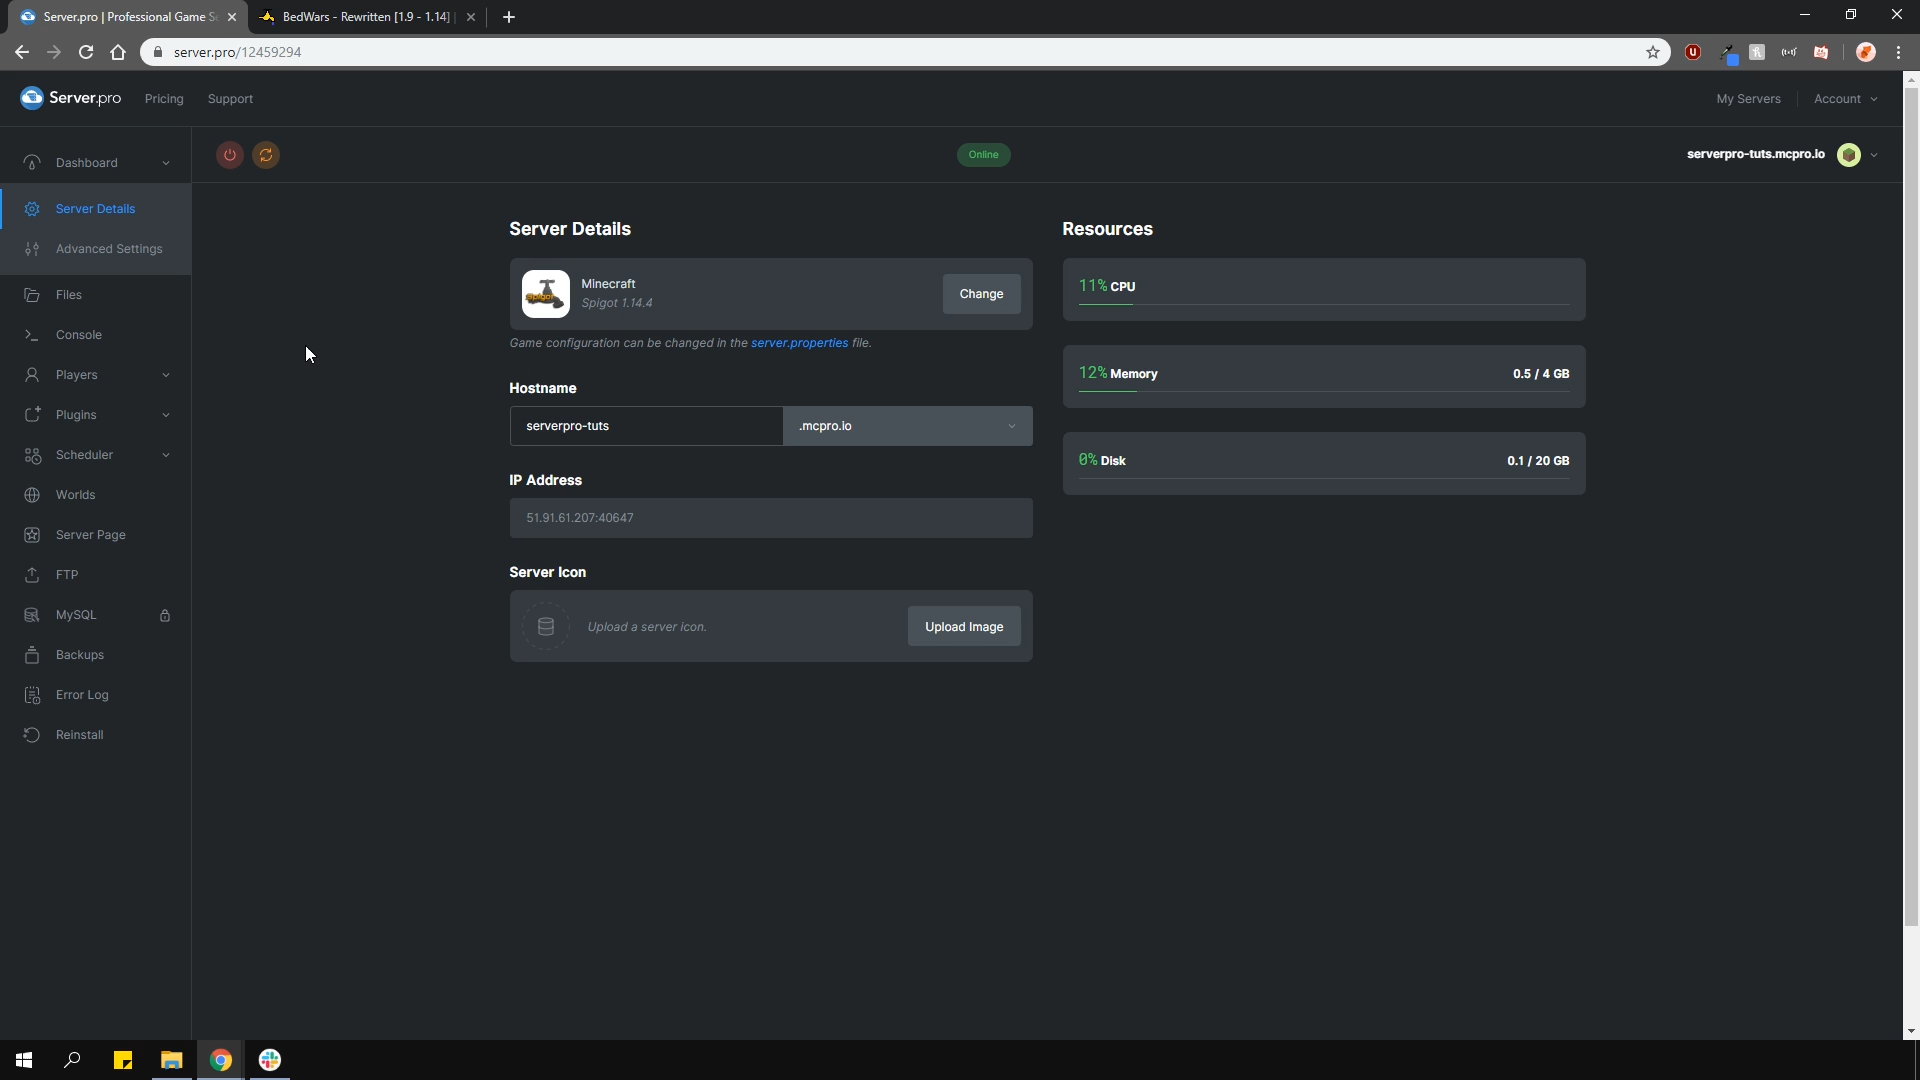 Server.pro | Professional Game S
BedWars - Rewritten [1.9 - 1.14] |
server.pro/12459294
Server.pro
Pricing
Support
My Servers
Account
Dashboard
Online
serverpro-tuts.mcpro.io
Server Details
Advanced Settings
Files
Console
Players
Plugins
Scheduler
Worlds
Server Page
FTP
MySQL
Backups
Error Log
Reinstall
Server Details
Spigot
Minecraft
Spigot 1.14.4
Change
Game configuration can be changed in the server.properties file.
Hostname
serverpro-tuts
.mcpro.io
IP Address
51.91.61.207:40647
Server Icon
Upload a server icon.
Upload Image
Resources
11% CPU
12% Memory
0.5 / 4 GB
0% Disk
0.1 / 20 GB